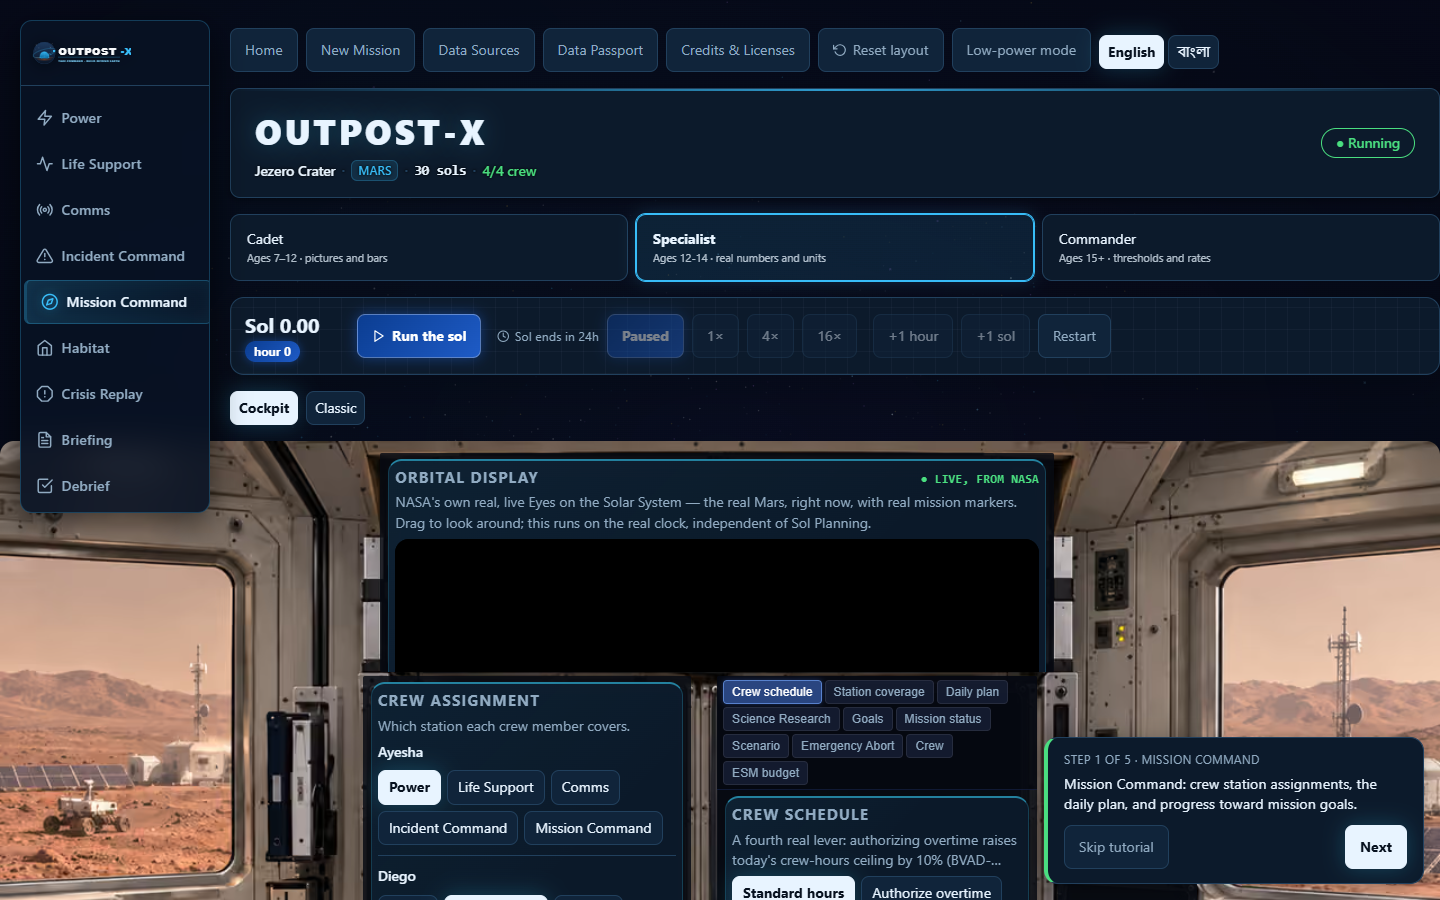 OUTPOST -X
Home
New Mission
Data Sources
Data Passport
Credits & Licenses
Reset layout
Low-power mode
English
বাংলা
Power
Life Support
Comms
Incident Command
Mission Command
Habitat
Crisis Replay
Briefing
Debrief
OUTPOST-X
Jezero Crater · MARS · 30 sols · 4/4 crew
● Running
Cadet
Ages 7–12 · pictures and bars
Specialist
Ages 12-14 · real numbers and units
Commander
Ages 15+ · thresholds and rates
Sol 0.00
hour 0
Run the sol
Sol ends in 24h
Paused
1×
4×
16×
+1 hour
+1 sol
Restart
Cockpit
Classic
ORBITAL DISPLAY
● LIVE, FROM NASA
NASA's own real, live Eyes on the Solar System — the real Mars, right now, with real mission markers.
Drag to look around; this runs on the real clock, independent of Sol Planning.
CREW ASSIGNMENT
Which station each crew member covers.
Ayesha
Power
Life Support
Comms
Incident Command
Mission Command
Diego
Crew schedule
Station coverage
Daily plan
Science Research
Goals
Mission status
Scenario
Emergency Abort
Crew
ESM budget
CREW SCHEDULE
A fourth real lever: authorizing overtime raises
today's crew-hours ceiling by 10% (BVAD-...
Standard hours
Authorize overtime
STEP 1 OF 5 · MISSION COMMAND
Mission Command: crew station assignments, the
daily plan, and progress toward mission goals.
Skip tutorial
Next